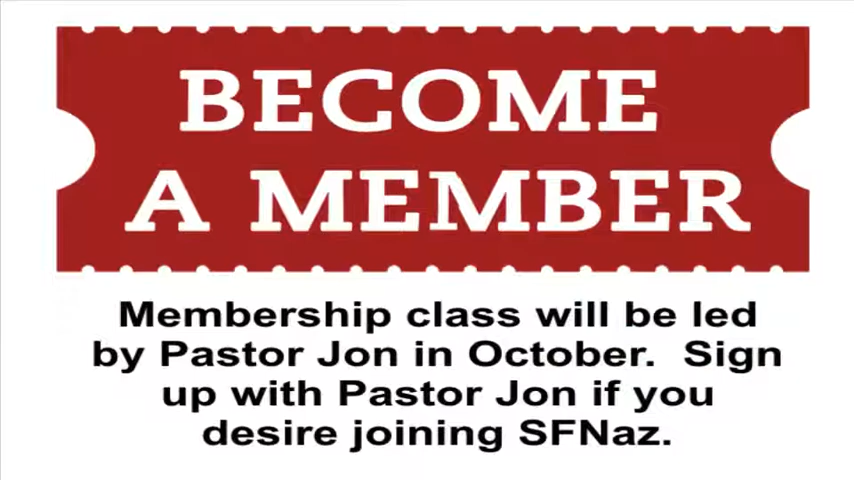 BECOME
A MEMBER
Membership class will be led
by Pastor Jon in October.  Sign
up with Pastor Jon if you
desire joining SFNaz.